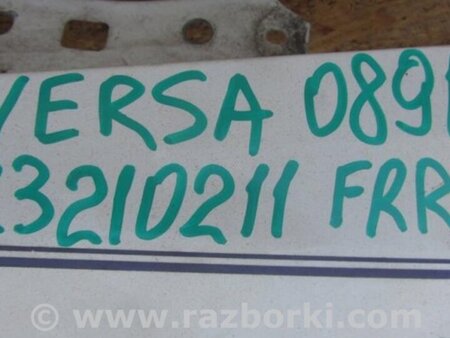 VERSA 089
3210211 FRR
© www.razborki.com